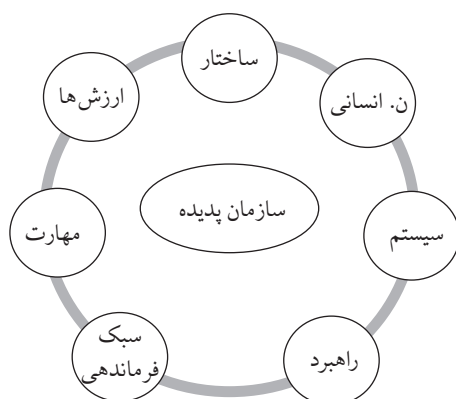 ساختار
ن. انسانی
ارزش‌ها
سازمان پدیده
سیستم
مهارت
راهبرد
سبک
فرماندهی